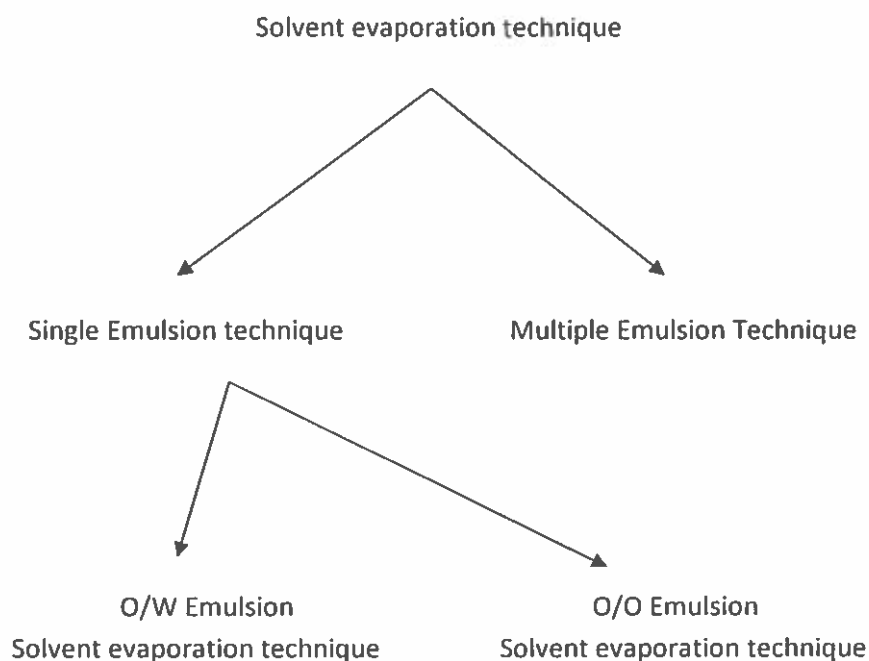 Solvent evaporation technique
Single Emulsion technique
Multiple Emulsion Technique
O/W Emulsion
Solvent evaporation technique
O/O Emulsion
Solvent evaporation technique